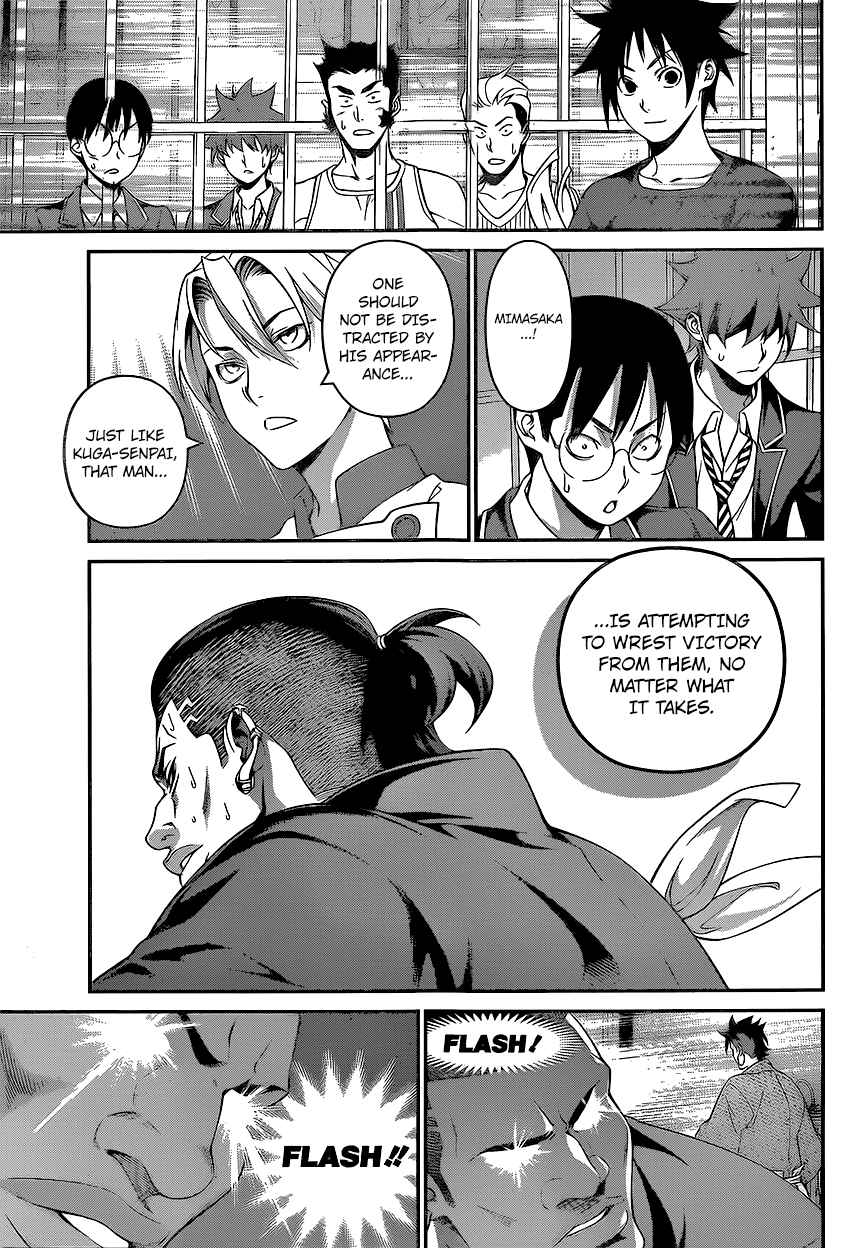 MIMASAKA
...!
ONE
SHOULD
NOT BE DIS-
TRACTED BY
HIS APPEAR-
ANCE...
JUST LIKE
KUGA-SENPAI,
THAT MAN...
...IS ATTEMPTING
TO WREST VICTORY
FROM THEM, NO
MATTER WHAT
IT TAKES.
FLASH!
FLASH!!